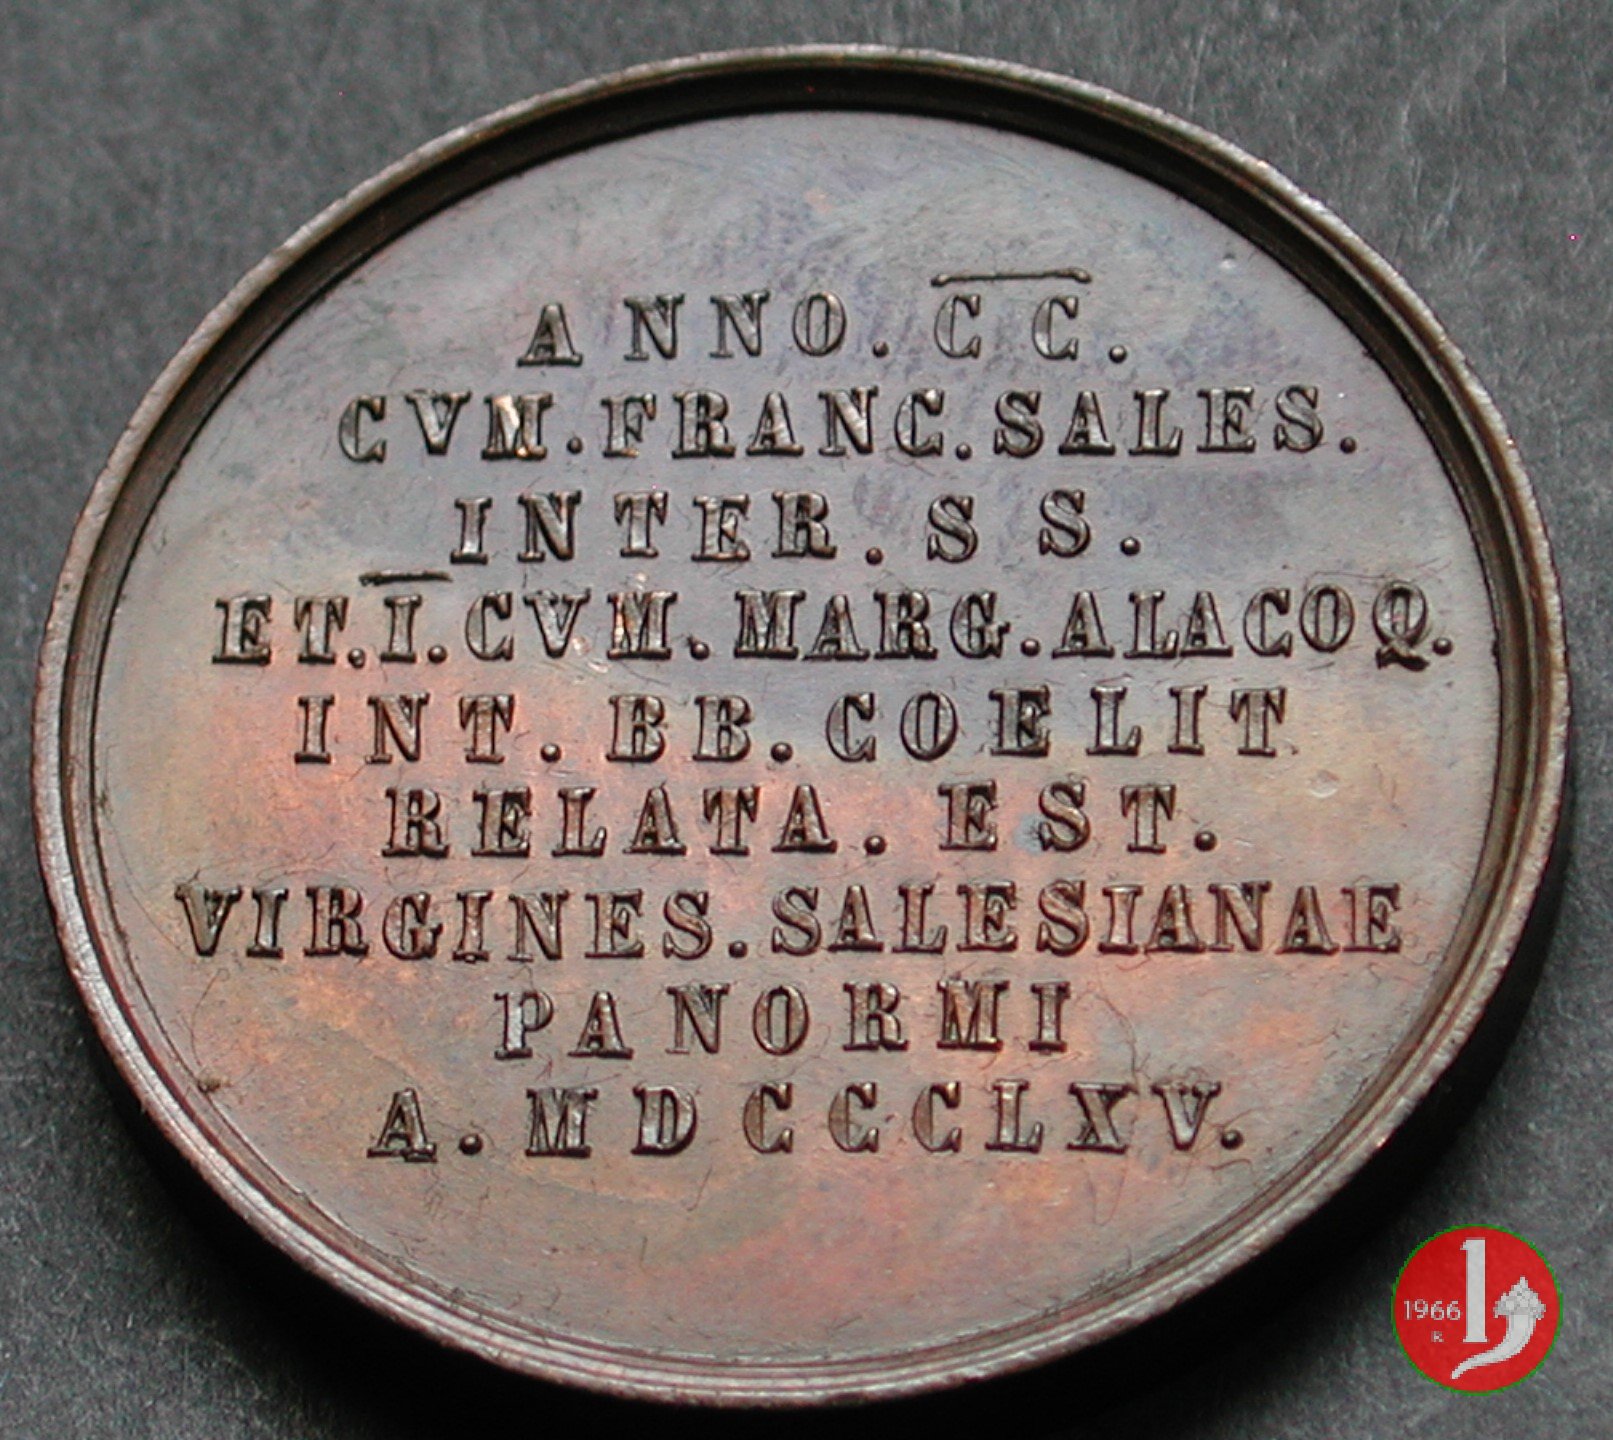 ANNO. C̅C̅.
CVM. FRANC. SALES.
INTER. SS.
ET. I̅. CVM. MARG. ALACOQ.
INT. BB. COELIT
RELATA. EST.
VIRGINES. SALESIANAE
PANORMI
A. MDCCCLXV.
1966
R